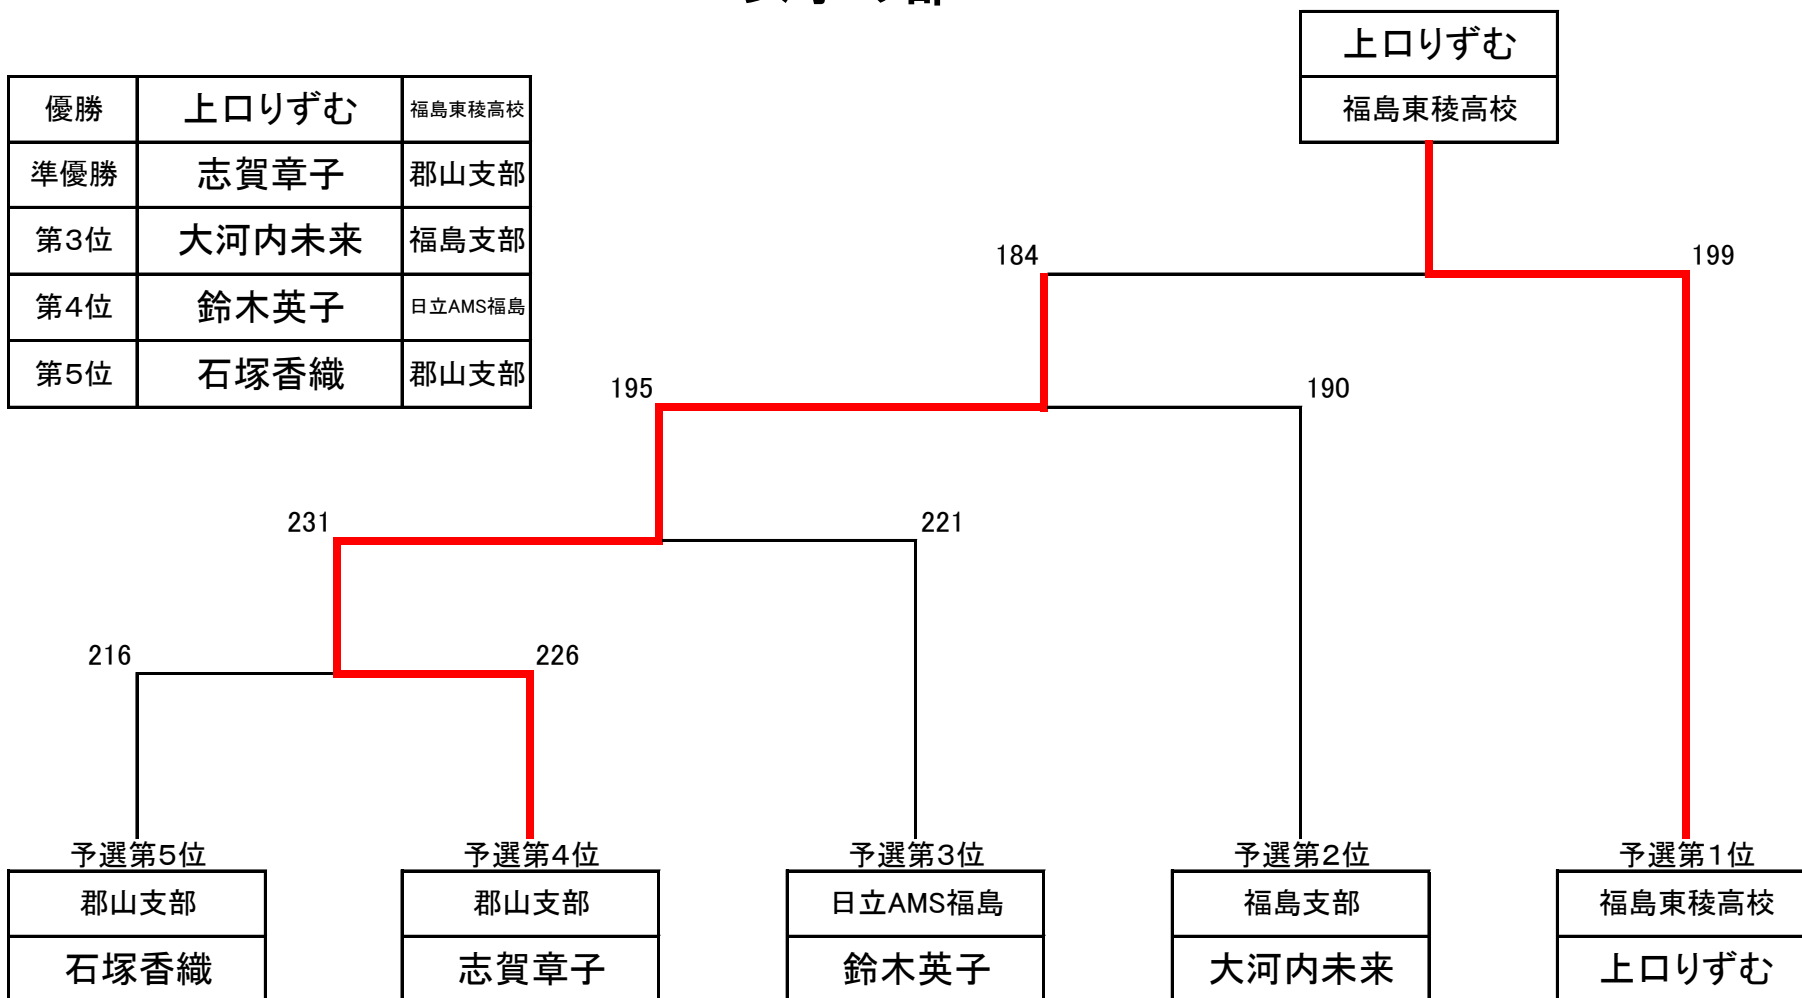 上口りずむ
福島東稜高校
優勝 上口りずむ 福島東稜高校
準優勝 志賀章子 郡山支部
第3位 大河内未来 福島支部
第4位 鈴木英子 日立AMS福島
第5位 石塚香織 郡山支部
184 199
195 190
231 221
216 226
予選第5位 予選第4位 予選第3位 予選第2位 予選第1位
郡山支部 郡山支部 日立AMS福島 福島支部 福島東稜高校
石塚香織 志賀章子 鈴木英子 大河内未来 上口りずむ